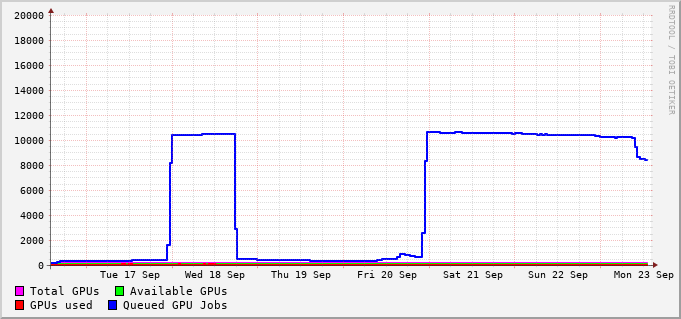 RRDTOOL / TOBI OETIKER
20000
18000
16000
14000
12000
10000
8000
6000
4000
2000
0
Tue 17 Sep Wed 18 Sep Thu 19 Sep Fri 20 Sep Sat 21 Sep Sun 22 Sep Mon 23 Sep
Total GPUs Available GPUs
GPUs used Queued GPU Jobs